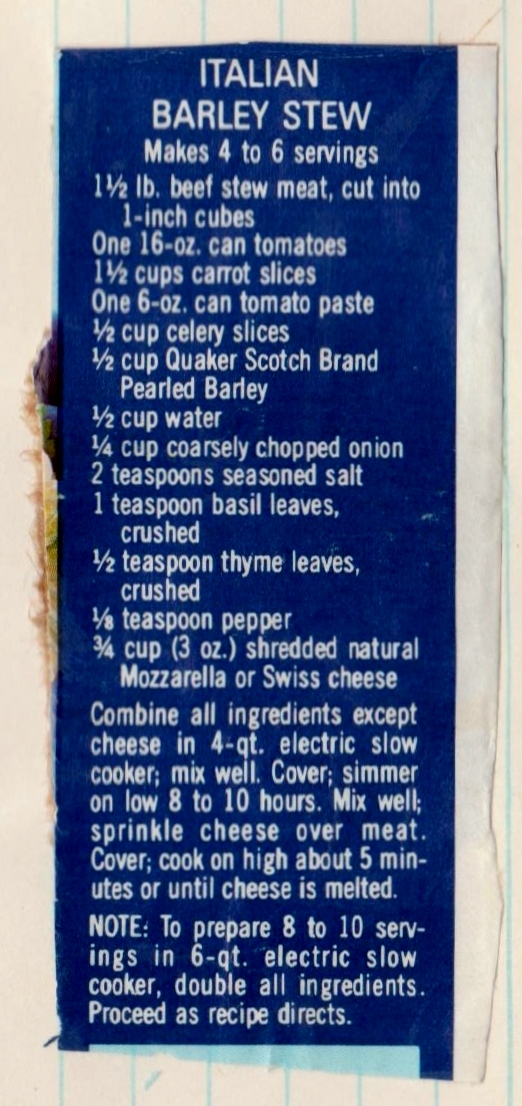 ITALIAN
BARLEY STEW
Makes 4 to 6 servings
1½ lb. beef stew meat, cut into
1-inch cubes
One 16-oz. can tomatoes
1½ cups carrot slices
One 6-oz. can tomato paste
½ cup celery slices
½ cup Quaker Scotch Brand
Pearled Barley
½ cup water
¼ cup coarsely chopped onion
2 teaspoons seasoned salt
1 teaspoon basil leaves,
crushed
½ teaspoon thyme leaves,
crushed
⅛ teaspoon pepper
¾ cup (3 oz.) shredded natural
Mozzarella or Swiss cheese
Combine all ingredients except
cheese in 4-qt. electric slow
cooker; mix well. Cover; simmer
on low 8 to 10 hours. Mix well;
sprinkle cheese over meat.
Cover; cook on high about 5 min-
utes or until cheese is melted.
NOTE: To prepare 8 to 10 serv-
ings in 6-qt. electric slow
cooker, double all ingredients.
Proceed as recipe directs.